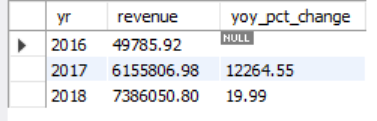 yr revenue yoy_pct_change
2016 49785.92 NULL
2017 6155806.98 12264.55
2018 7386050.80 19.99